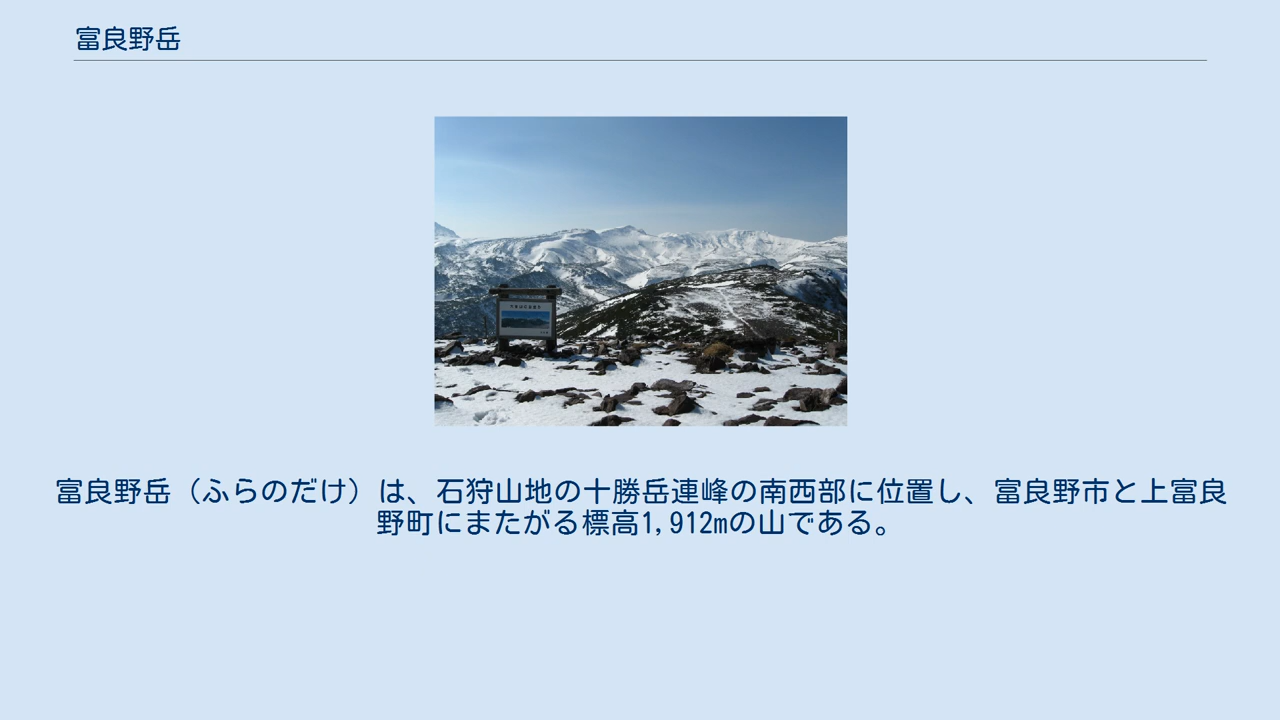 富良野岳
富良野岳（ふらのだけ）は、石狩山地の十勝岳連峰の南西部に位置し、富良野市と上富良
野町にまたがる標高1,912mの山である。